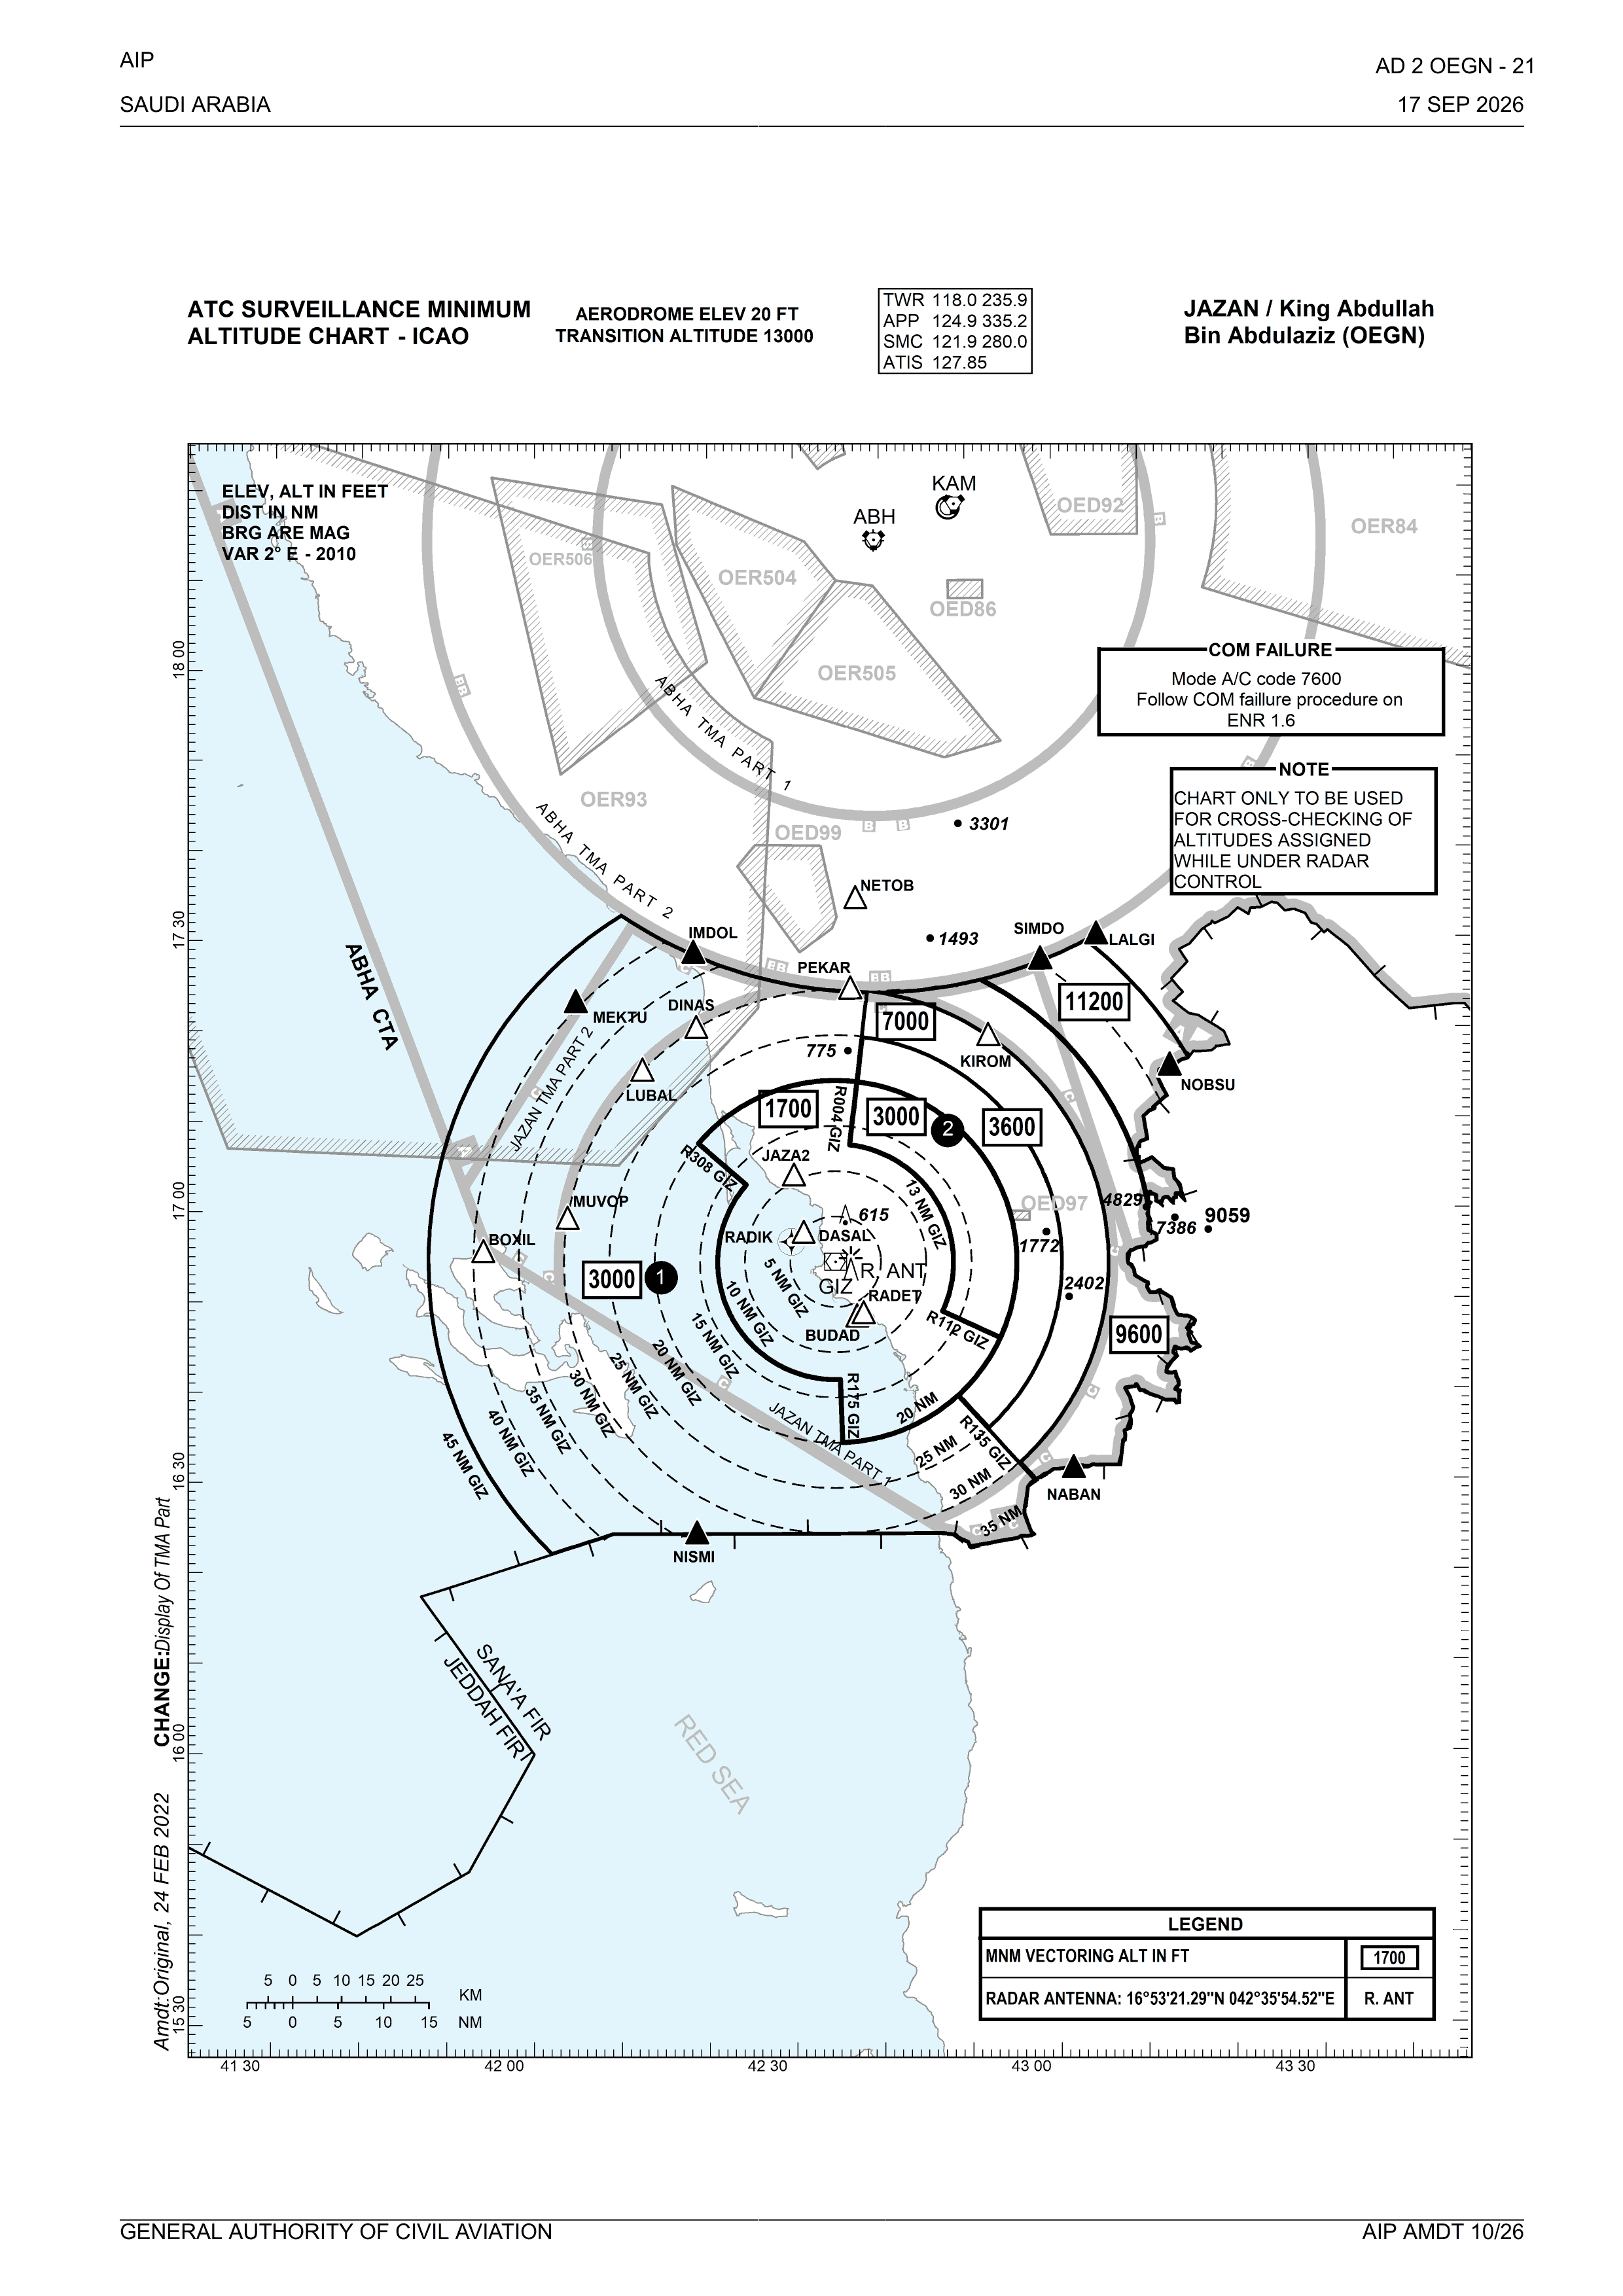 AIP
AD 2 OEGN - 21
SAUDI ARABIA
17 SEP 2026
ATC SURVEILLANCE MINIMUM
ALTITUDE CHART - ICAO
AERODROME ELEV 20 FT
TRANSITION ALTITUDE 13000
TWR 118.0 235.9
APP 124.9 335.2
SMC 121.9 280.0
ATIS 127.85
JAZAN / King Abdullah
Bin Abdulaziz (OEGN)
ELEV, ALT IN FEET
DIST IN NM
BRG ARE MAG
VAR 2° E - 2010
KAM
ABH
OED92
OER84
OER506
OER504
OED86
OER505
COM FAILURE
Mode A/C code 7600
Follow COM faillure procedure on
ENR 1.6
NOTE
CHART ONLY TO BE USED
FOR CROSS-CHECKING OF
ALTITUDES ASSIGNED
WHILE UNDER RADAR
CONTROL
ABHA TMA PART 1
OER93
ABHA TMA PART 2
OED99
3301
NETOB
1493
SIMDO
LALGI
IMDOL
PEKAR
ABHA CTA
MEKTU
DINAS
7000
11200
KIROM
NOBSU
775
JAZAN TMA PART 2
LUBAL
1700
R004 GIZ
3000
2
3600
R308 GIZ
JAZA2
13 NM GIZ
MUVOP
OED97
4829
7386
9059
615
RADIK
DASAL
1772
BOXIL
R. ANT
GIZ
3000
1
5 NM GIZ
RADET
2402
BUDAD
R112 GIZ
9600
10 NM GIZ
15 NM GIZ
20 NM GIZ
25 NM GIZ
30 NM GIZ
35 NM GIZ
40 NM GIZ
45 NM GIZ
R175 GIZ
20 NM
R135 GIZ
25 NM
30 NM
35 NM
JAZAN TMA PART 1
NABAN
NISMI
SANA'A FIR
JEDDAH FIR
RED SEA
18 00
17 30
17 00
16 30
16 00
15 30
CHANGE:Display Of TMA Part
Amdt:Original, 24 FEB 2022
5 0 5 10 15 20 25
KM
5 0 5 10 15
NM
LEGEND
MNM VECTORING ALT IN FT
1700
RADAR ANTENNA: 16°53'21.29"N 042°35'54.52"E
R. ANT
41 30
42 00
42 30
43 00
43 30
GENERAL AUTHORITY OF CIVIL AVIATION
AIP AMDT 10/26